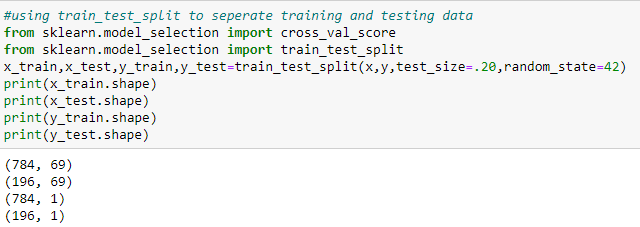 #using train_test_split to seperate training and testing data
from sklearn.model_selection import cross_val_score
from sklearn.model_selection import train_test_split
x_train,x_test,y_train,y_test=train_test_split(x,y,test_size=.20,random_state=42)
print(x_train.shape)
print(x_test.shape)
print(y_train.shape)
print(y_test.shape)
(784, 69)
(196, 69)
(784, 1)
(196, 1)